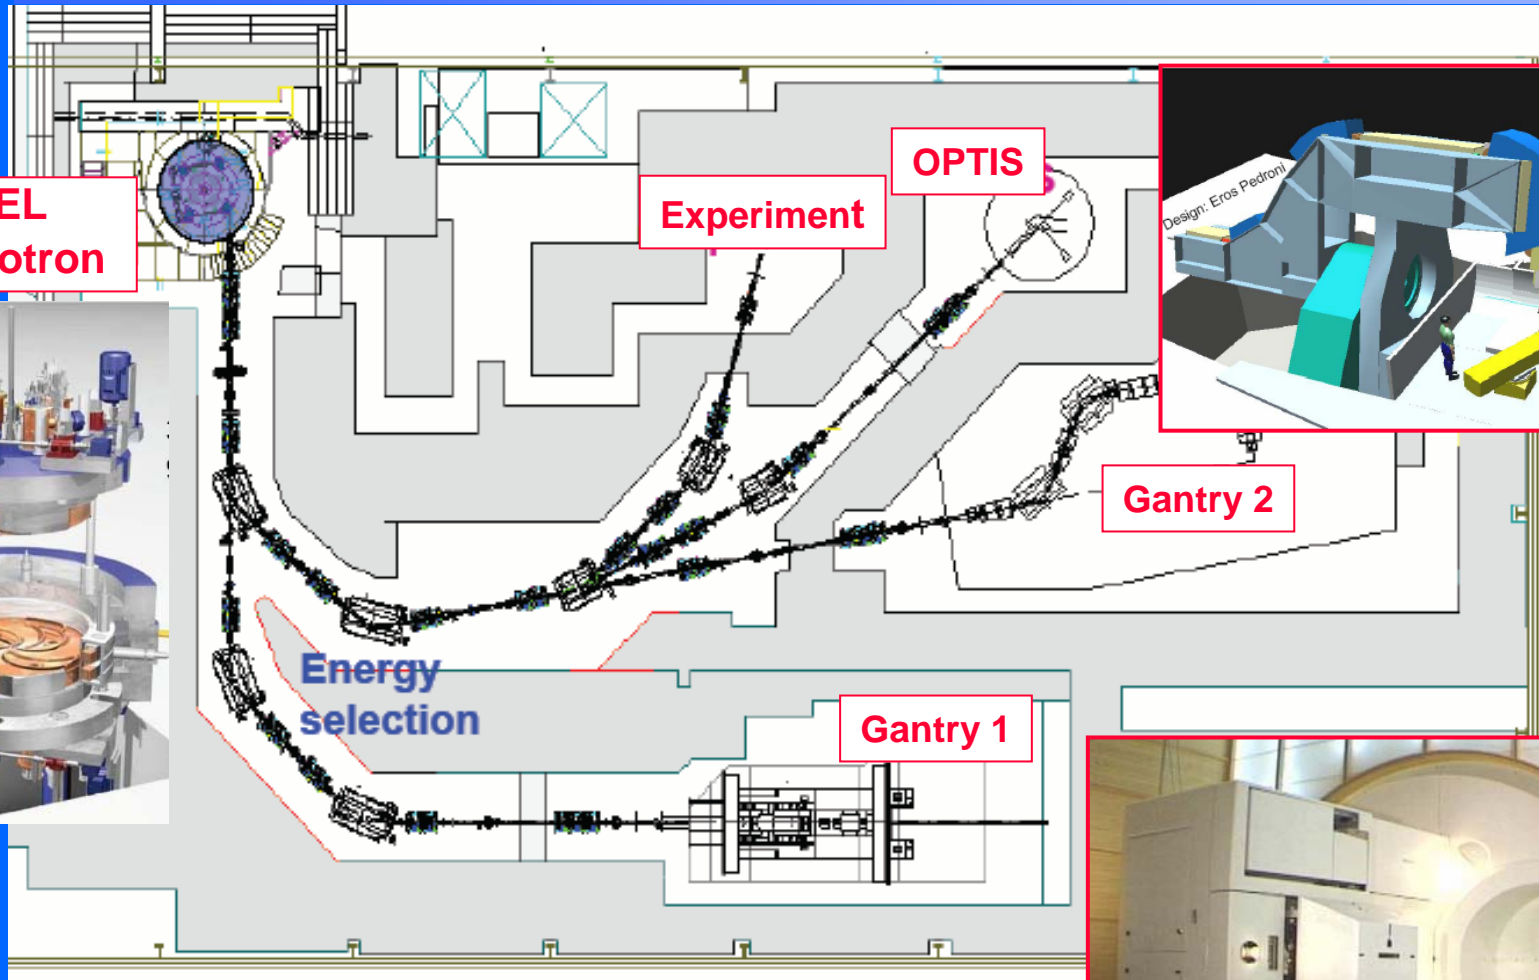 EL
otron
Experiment
OPTIS
Design: Eros Pedroni
Gantry 2
Energy
selection
Gantry 1